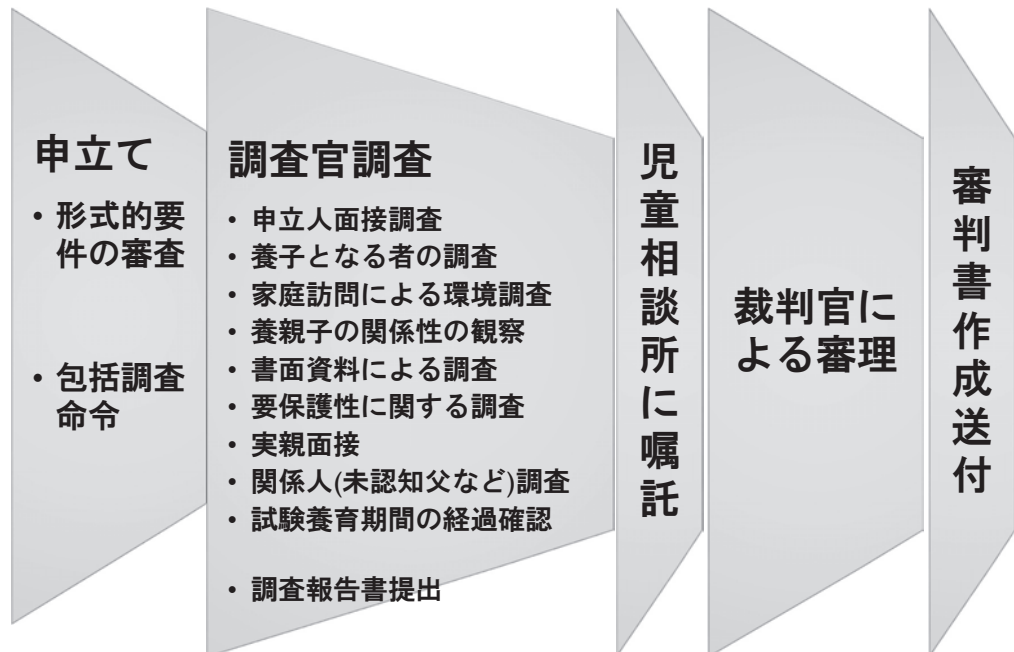 申立て
・形式的要
件の審査
・包括調査
命令
調査官調査
・申立人面接調査
・養子となる者の調査
・家庭訪問による環境調査
・養親子の関係性の観察
・書面資料による調査
・要保護性に関する調査
・実親面接
・関係人(未認知父など)調査
・試験養育期間の経過確認
・調査報告書提出
児童相談所に嘱託
裁判官に
よる審理
審判書作成送付